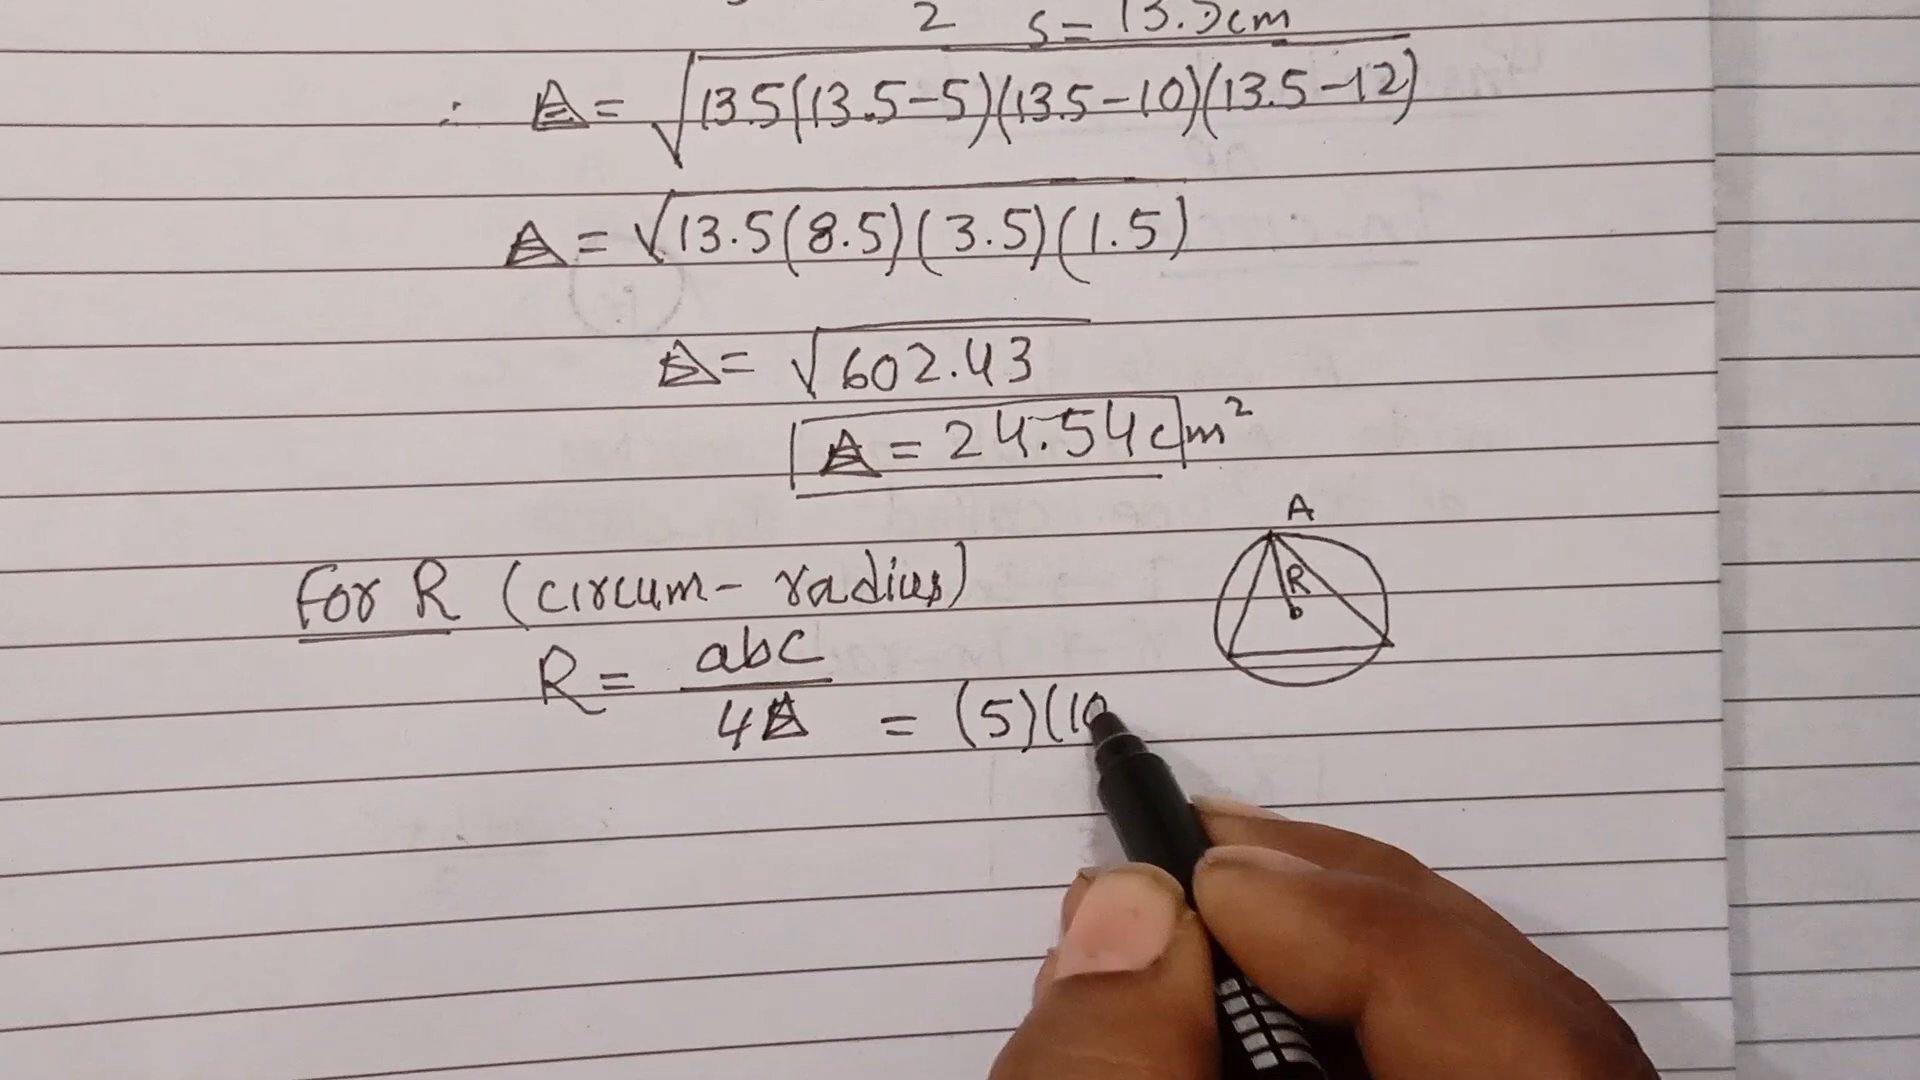 2 s = 13.5cm
∴ Δ = √13.5(13.5-5)(13.5-10)(13.5-12)
Δ = √13.5(8.5)(3.5)(1.5)
Δ = √602.43
Δ = 24.54cm²
A
For R (circum-radius)
R
R = abc / 4Δ = (5)(10